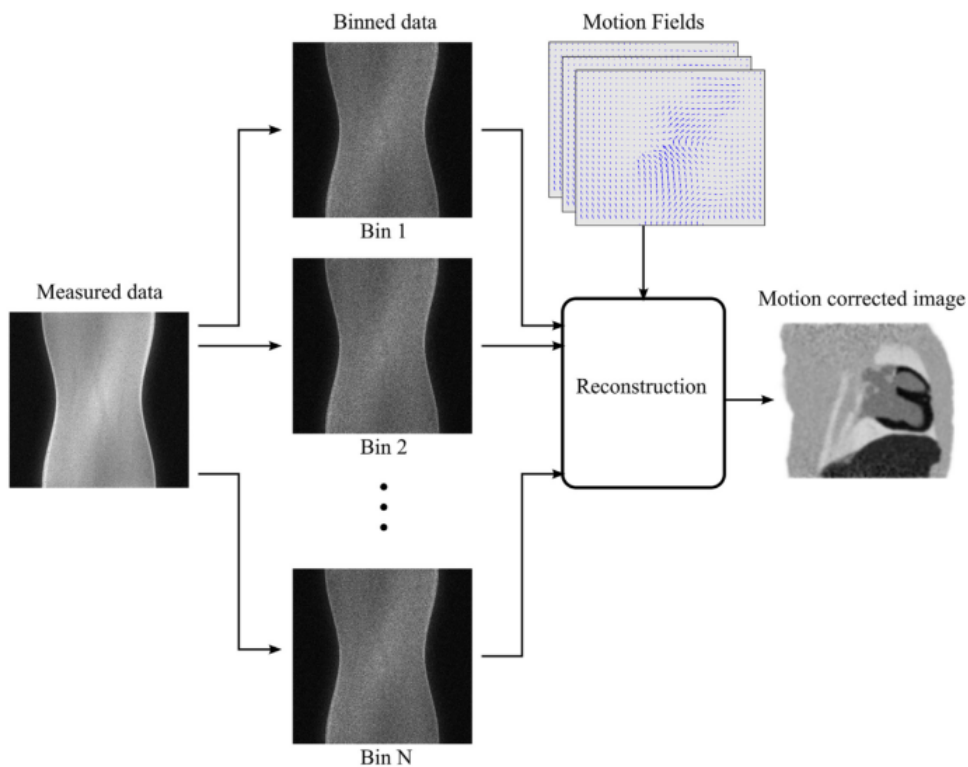 Binned data
Motion Fields
Bin 1
Measured data
Motion corrected image
Reconstruction
Bin 2
Bin N